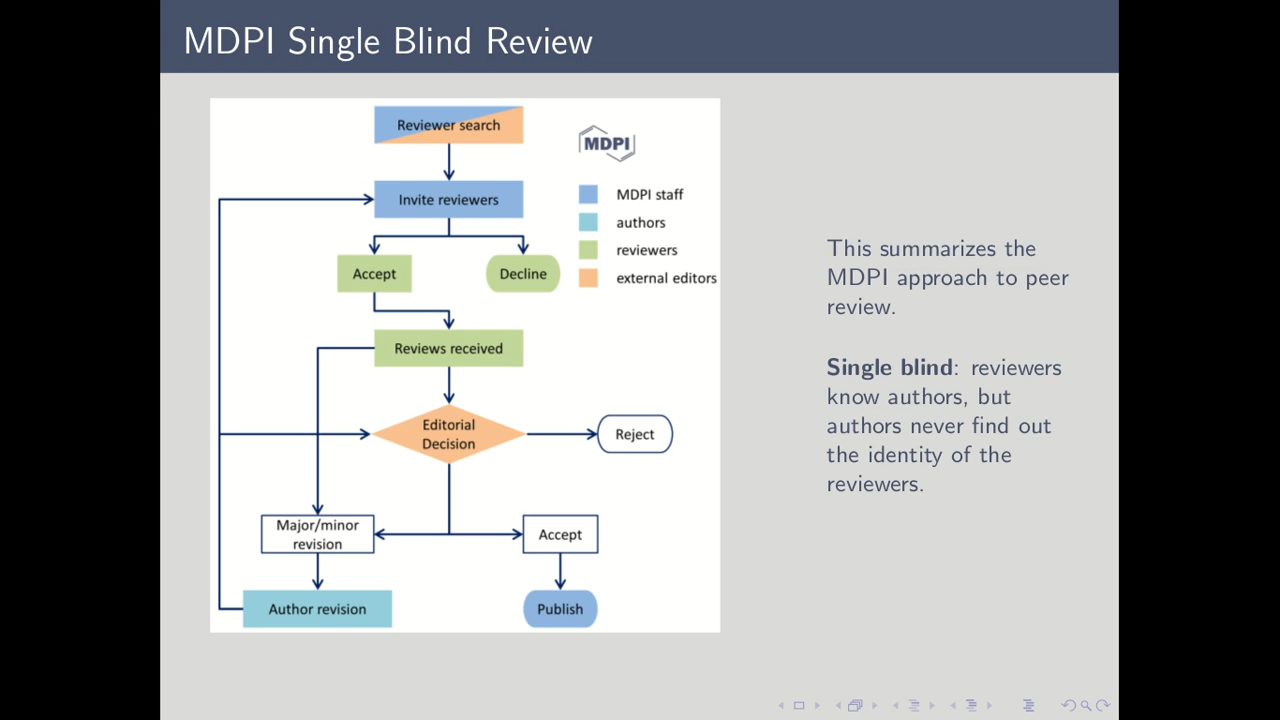 MDPI Single Blind Review
Reviewer search
MDPI
Invite reviewers
MDPI staff
authors
reviewers
external editors
Accept
Decline
Reviews received
Editorial
Decision
Reject
Major/minor
revision
Accept
Author revision
Publish
This summarizes the
MDPI approach to peer
review.
Single blind: reviewers
know authors, but
authors never find out
the identity of the
reviewers.